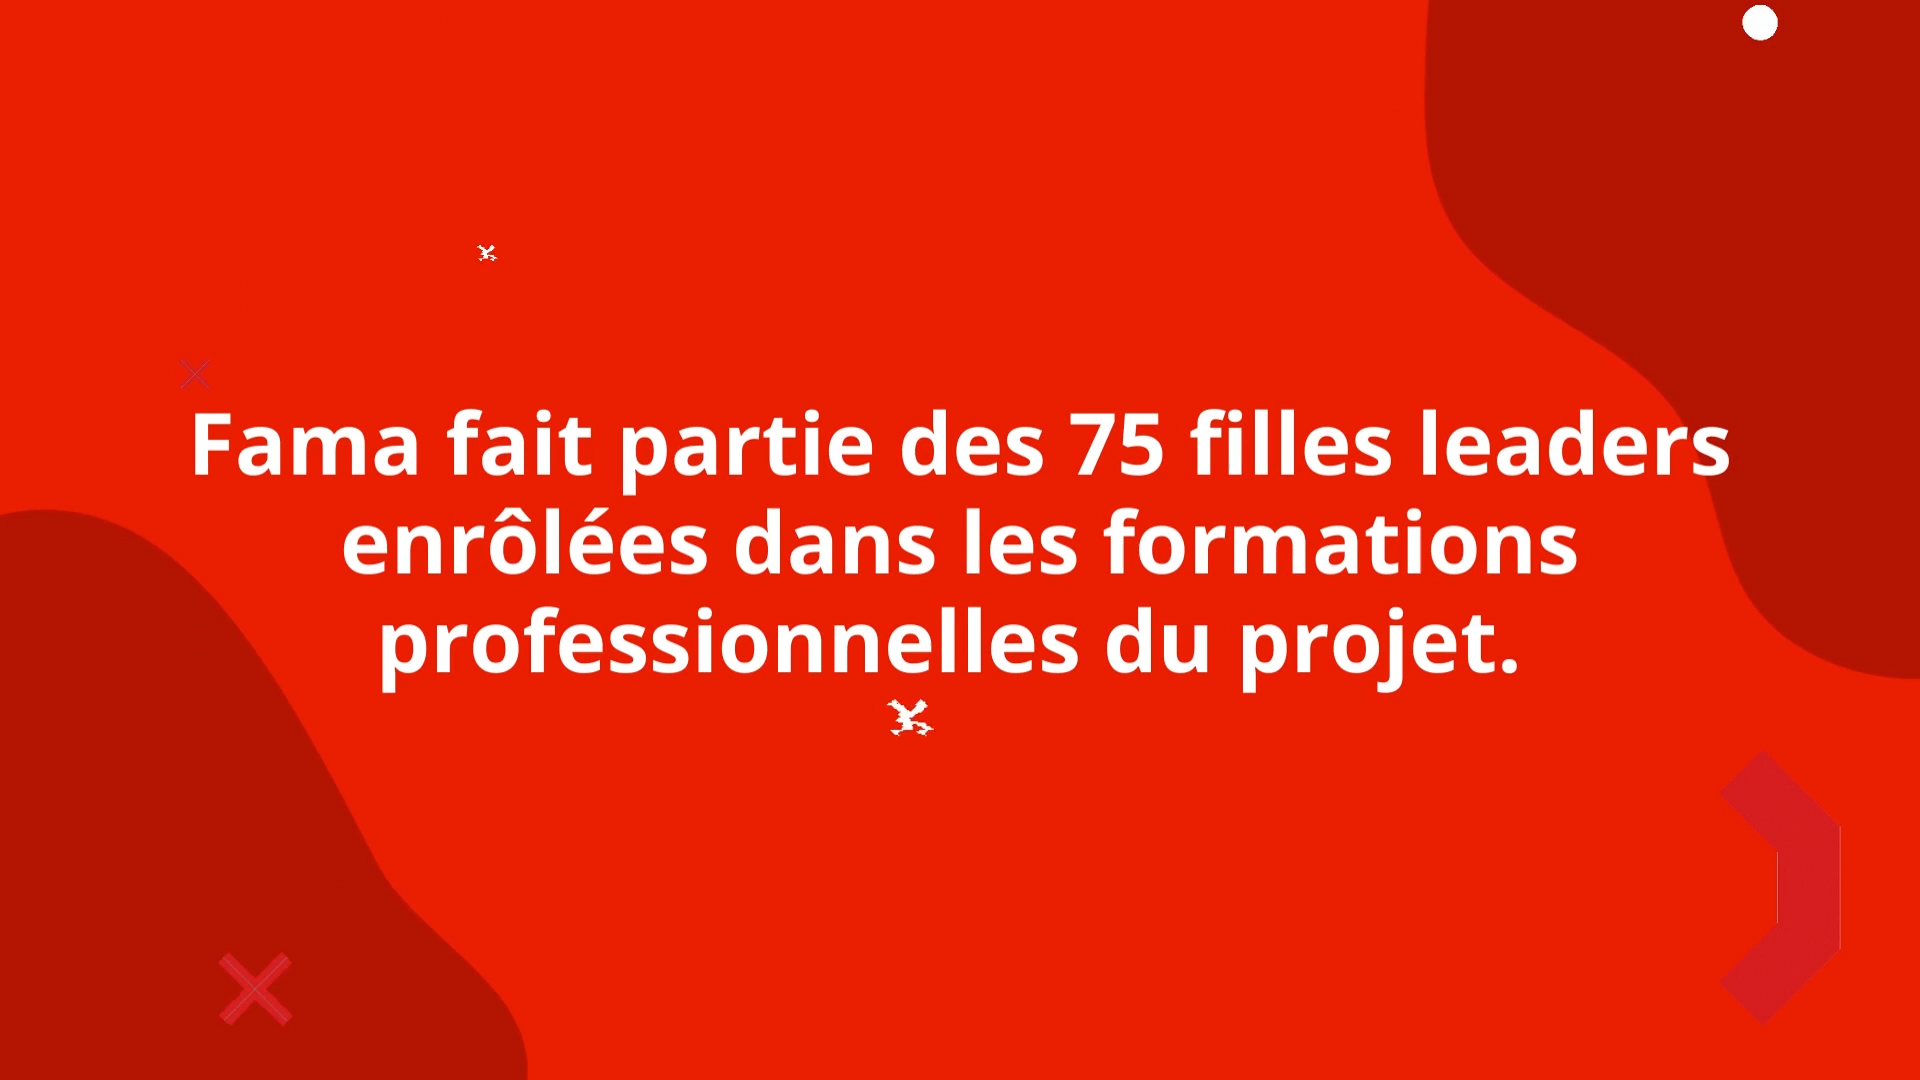 Fama fait partie des 75 filles leaders
enrôlées dans les formations
professionnelles du projet.